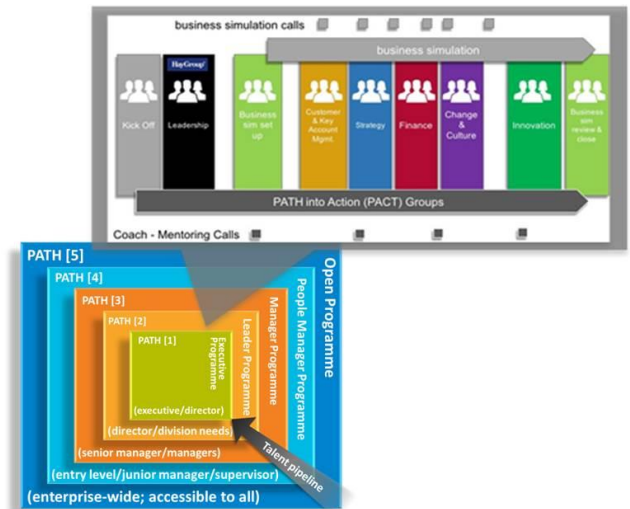 business simulation calls
business simulation
HayGroup
Kick Off
Leadership
Business
sim set
up
Customer
& Key
Account
Mgmt.
Strategy
Finance
Change
&
Culture
Innovation
Business
sim
review &
close
PATH into Action (PACT) Groups
Coach - Mentoring Calls
PATH [5]
PATH [4]
PATH [3]
PATH [2]
PATH [1]
Executive
Programme
Leader Programme
Manager Programme
People Manager Programme
Open Programme
(executive/director)
(director/division needs)
(senior manager/managers)
(entry level/junior manager/supervisor)
(enterprise-wide; accessible to all)
Talent pipeline